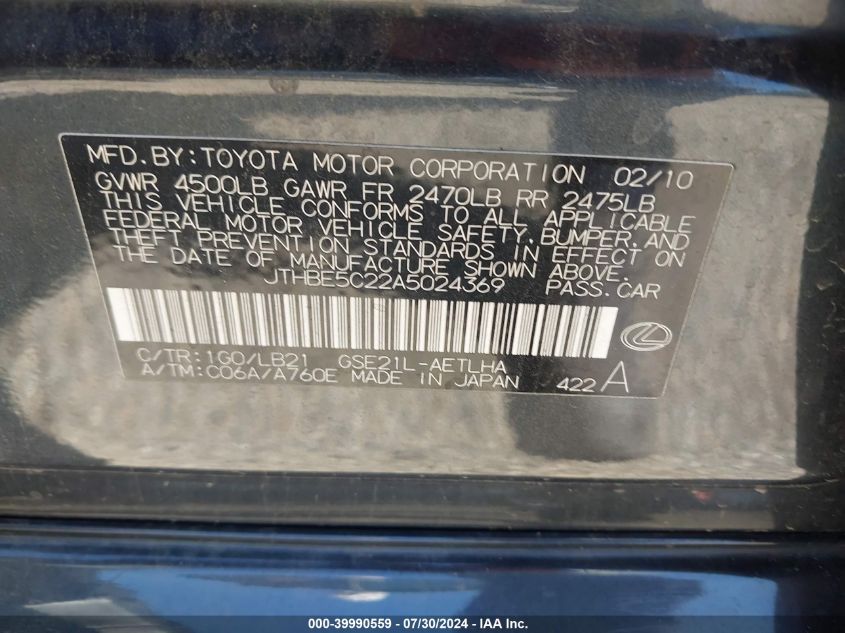 MFD.BY:TOYOTA MOTOR CORPORATION 02/10
GVWR 4500LB GAWR FR 2470LB RR 2475LB
THIS VEHICLE CONFORMS TO ALL APPLICABLE
FEDERAL MOTOR VEHICLE SAFETY,BUMPER,AND
THEFT PREVENTION STANDARDS IN EFFECT ON
THE DATE OF MANUFACTURE SHOWN ABOVE.
JTHBE5C22A5024369 PASS.CAR
C/TR:1G0/LB21 GSE21L-AETLHA
A/TM:C06A/A760E MADE IN JAPAN 422 A
000-39990559 — 07/30/2024 — IAA Inc.